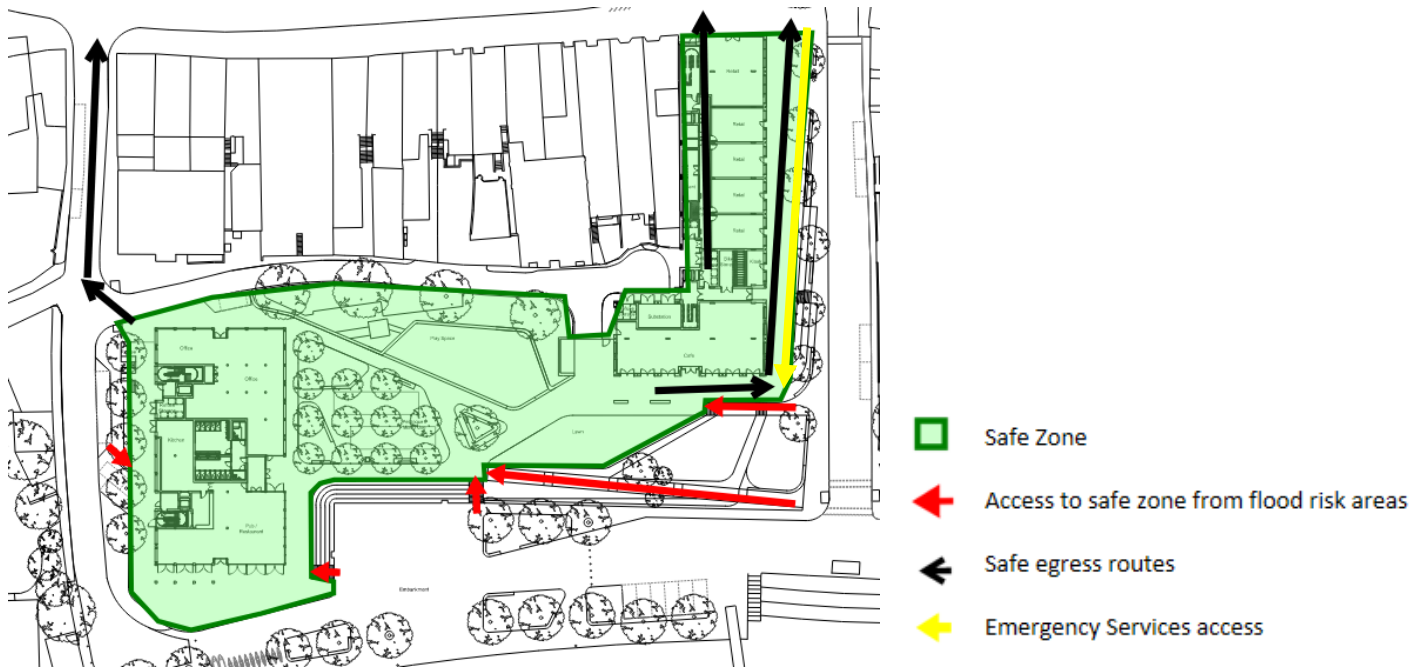 Retail
Retail
Retail
Retail
Retail
Substation
Cafe
Play Space
Office
Office
Kitchen
Lawn
Pub /
Restaurant
Embankment
Safe Zone
Access to safe zone from flood risk areas
Safe egress routes
Emergency Services access